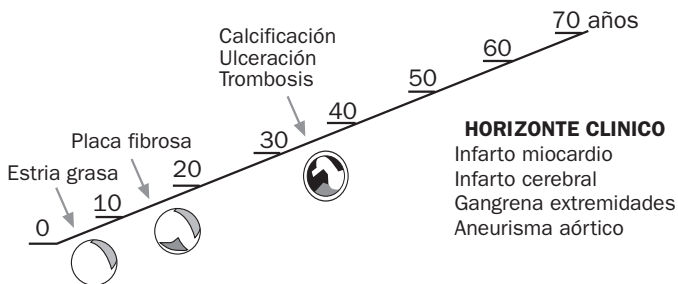 70 años
60
50
40
30
20
10
0
Calcificación
Ulceración
Trombosis
Placa fibrosa
Estria grasa
HORIZONTE CLINICO
Infarto miocardio
Infarto cerebral
Gangrena extremidades
Aneurisma aórtico